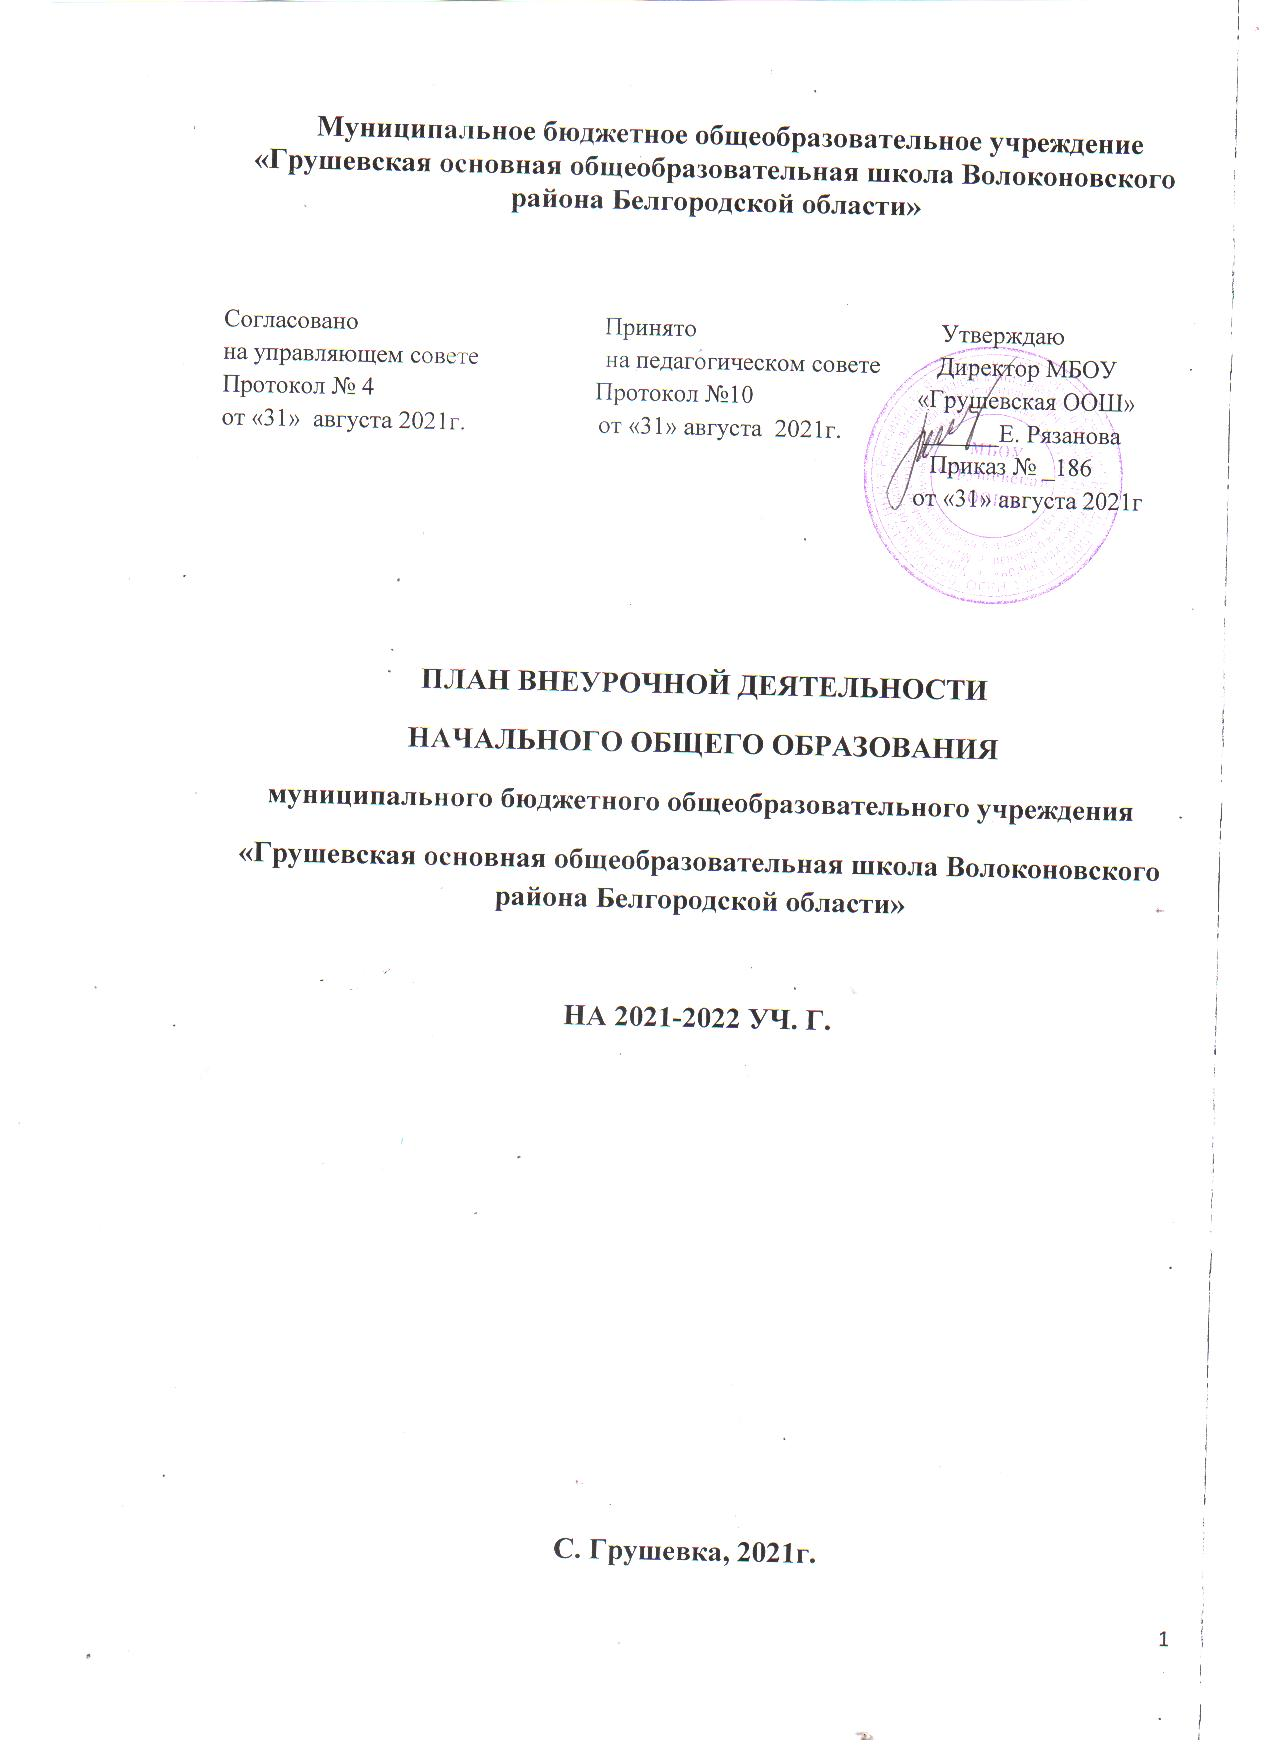 Муниципальное бюджетное общеобразовательное учреждение
«Грушевская основная общеобразовательная школа Волоконовского
района Белгородской области»
Согласовано
на управляющем совете
Протокол № 4
от «31» августа 2021г.
Принято
на педагогическом совете
Протокол №10
от «31» августа 2021г.
Утверждаю
Директор МБОУ
«Грушевская ООШ»
______Е. Рязанова
Приказ № _186
от «31» августа 2021г
МБОУ
ПЛАН ВНЕУРОЧНОЙ ДЕЯТЕЛЬНОСТИ
НАЧАЛЬНОГО ОБЩЕГО ОБРАЗОВАНИЯ
муниципального бюджетного общеобразовательного учреждения
«Грушевская основная общеобразовательная школа Волоконовского
района Белгородской области»
НА 2021-2022 УЧ. Г.
С. Грушевка, 2021г.
1